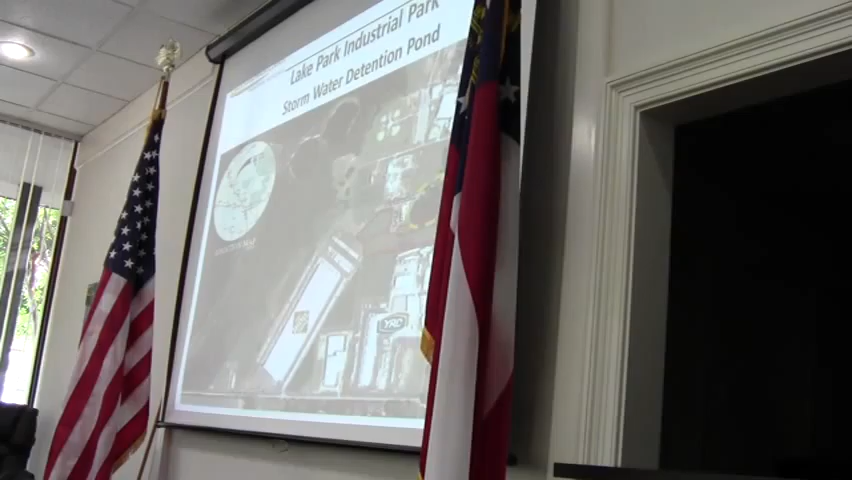 Lake Park Industrial Park
Storm Water Detention Pond
YRC